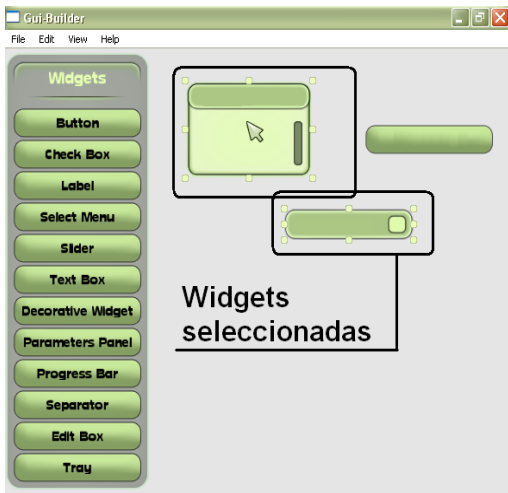 Gui-Builder
File Edit View Help
Widgets
Button
Check Box
Label
Select Menu
Slider
Text Box
Decorative Widget
Parameters Panel
Progress Bar
Separator
Edit Box
Tray
Widgets
seleccionadas